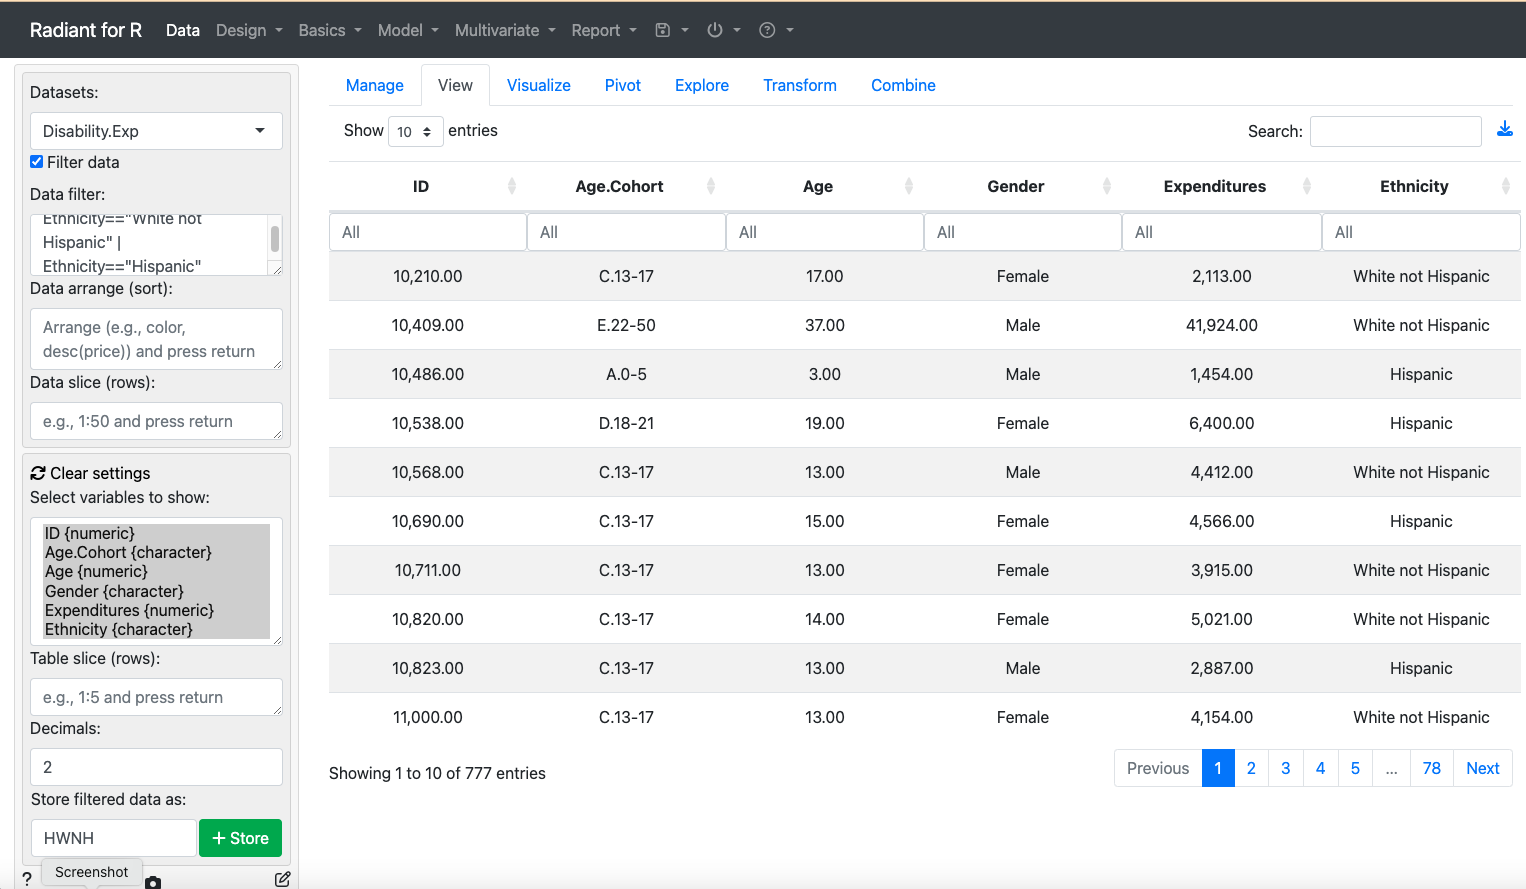 Radiant for R Data Design Basics Model Multivariate Report
Datasets:
Disability.Exp
Filter data
Data filter:
Ethnicity=="White not
Hispanic" |
Ethnicity=="Hispanic"
Data arrange (sort):
Arrange (e.g., color,
desc(price)) and press return
Data slice (rows):
e.g., 1:50 and press return
Clear settings
Select variables to show:
ID {numeric}
Age.Cohort {character}
Age {numeric}
Gender {character}
Expenditures {numeric}
Ethnicity {character}
Table slice (rows):
e.g., 1:5 and press return
Decimals:
2
Store filtered data as:
HWNH + Store
? Screenshot
Manage View Visualize Pivot Explore Transform Combine
Show 10 entries Search:
ID Age.Cohort Age Gender Expenditures Ethnicity
All All All All All All
10,210.00 C.13-17 17.00 Female 2,113.00 White not Hispanic
10,409.00 E.22-50 37.00 Male 41,924.00 White not Hispanic
10,486.00 A.0-5 3.00 Male 1,454.00 Hispanic
10,538.00 D.18-21 19.00 Female 6,400.00 Hispanic
10,568.00 C.13-17 13.00 Male 4,412.00 White not Hispanic
10,690.00 C.13-17 15.00 Female 4,566.00 Hispanic
10,711.00 C.13-17 13.00 Female 3,915.00 White not Hispanic
10,820.00 C.13-17 14.00 Female 5,021.00 White not Hispanic
10,823.00 C.13-17 13.00 Male 2,887.00 Hispanic
11,000.00 C.13-17 13.00 Female 4,154.00 White not Hispanic
Showing 1 to 10 of 777 entries Previous 1 2 3 4 5 ... 78 Next